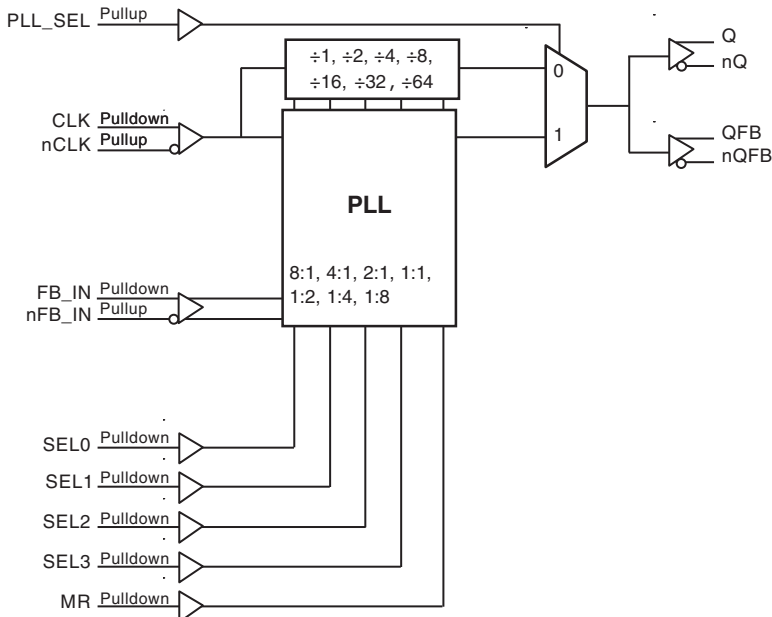 PLL_SEL Pullup
÷1, ÷2, ÷4, ÷8,
÷16, ÷32 , ÷64
0
1
Q
nQ
CLK Pulldown
nCLK Pullup
QFB
nQFB
PLL
8:1, 4:1, 2:1, 1:1,
1:2, 1:4, 1:8
FB_IN Pulldown
nFB_IN Pullup
SEL0 Pulldown
SEL1 Pulldown
SEL2 Pulldown
SEL3 Pulldown
MR Pulldown